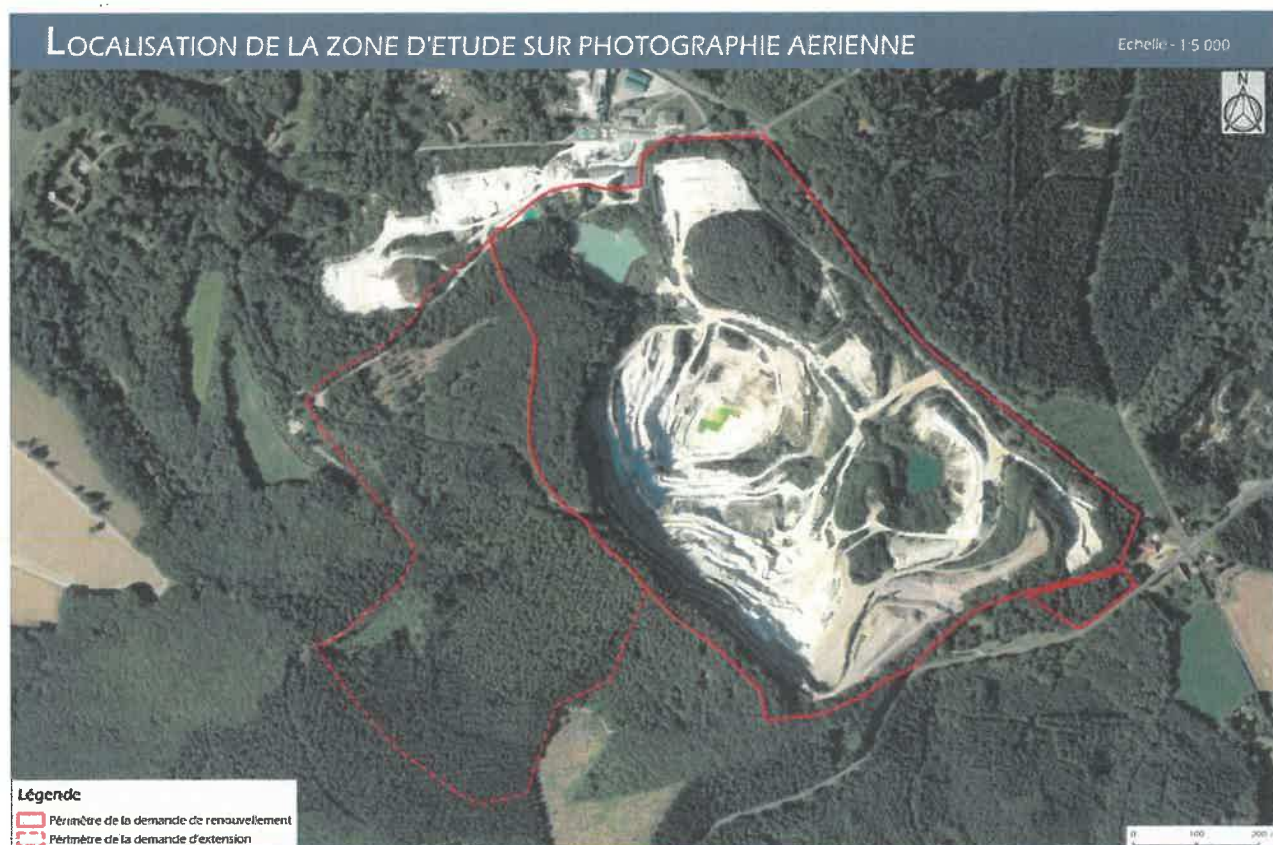 LOCALISATION DE LA ZONE D'ETUDE SUR PHOTOGRAPHIE AERIENNE
Echelle - 1:5 000
N
Légende
Périmètre de la demande de renouvellement
Périmètre de la demande d'extension
0 100 200